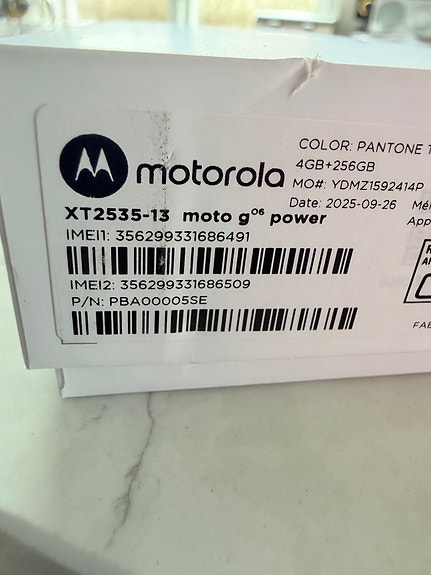 motorola
COLOR: PANTONE
4GB+256GB
MO#: YDMZ1592414P
Date: 2025-09-26
XT2535-13 moto g⁰⁶ power
IMEI1: 356299331686491
IMEI2: 356299331686509
P/N: PBA00005SE